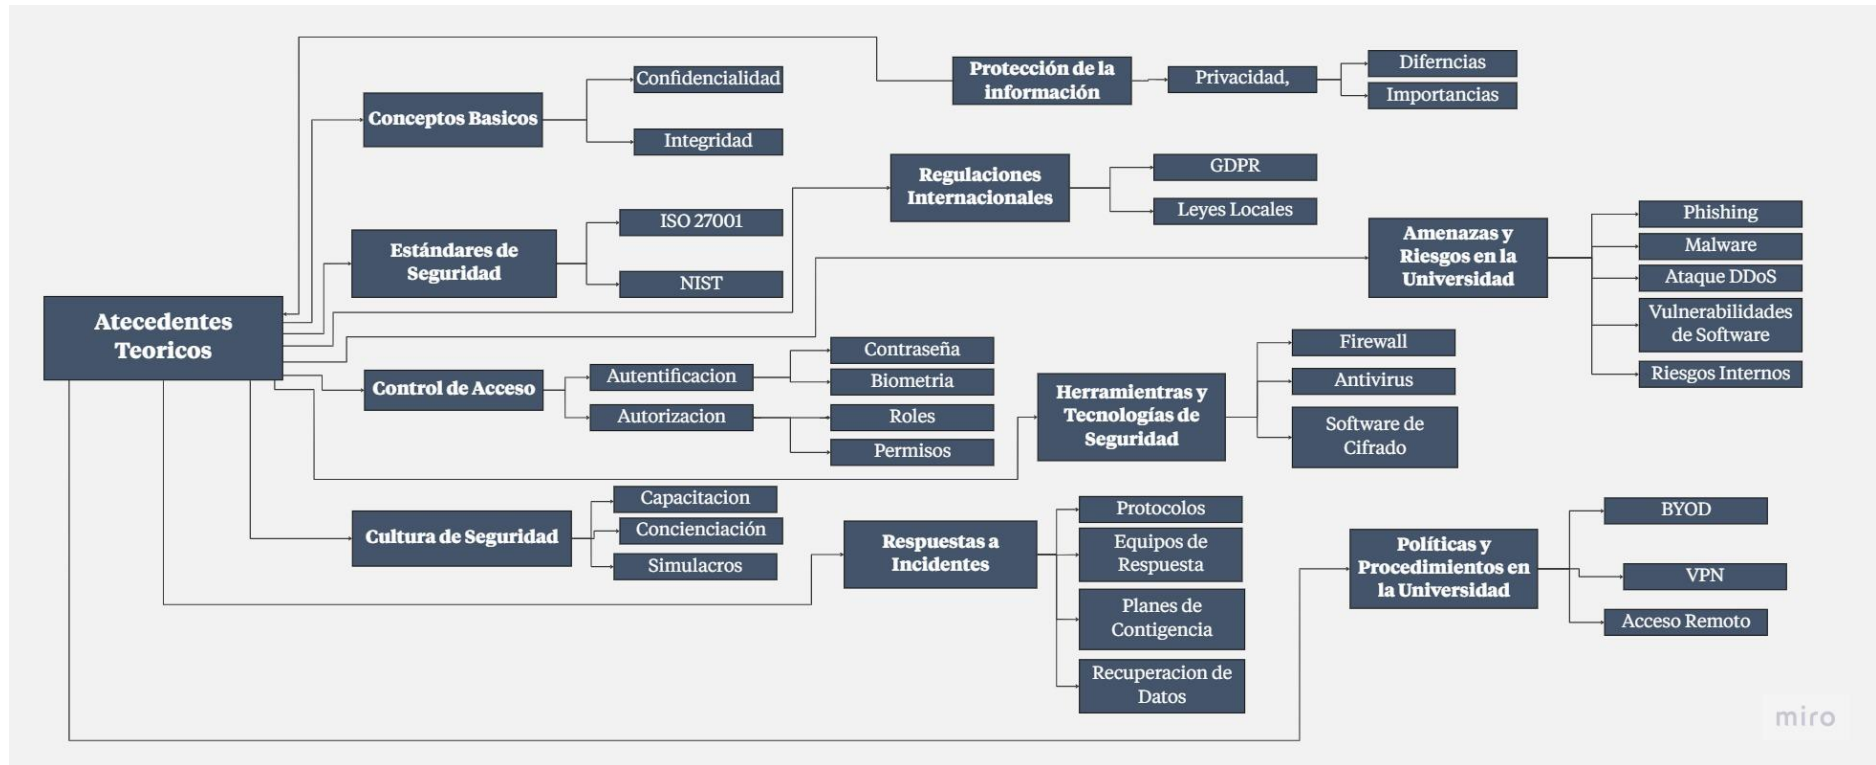 Atecedentes
Teoricos
Conceptos Basicos
Confidencialidad
Integridad
Protección de la
información
Privacidad,
Diferncias
Importancias
Estándares de
Seguridad
ISO 27001
NIST
Regulaciones
Internacionales
GDPR
Leyes Locales
Amenazas y
Riesgos en la
Universidad
Phishing
Malware
Ataque DDoS
Vulnerabilidades
de Software
Riesgos Internos
Control de Acceso
Autentificacion
Contraseña
Biometria
Autorizacion
Roles
Permisos
Herramientras y
Tecnologías de
Seguridad
Firewall
Antivirus
Software de
Cifrado
Cultura de Seguridad
Capacitacion
Concienciación
Simulacros
Respuestas a
Incidentes
Protocolos
Equipos de
Respuesta
Planes de
Contigencia
Recuperacion de
Datos
Políticas y
Procedimientos en
la Universidad
BYOD
VPN
Acceso Remoto
miro